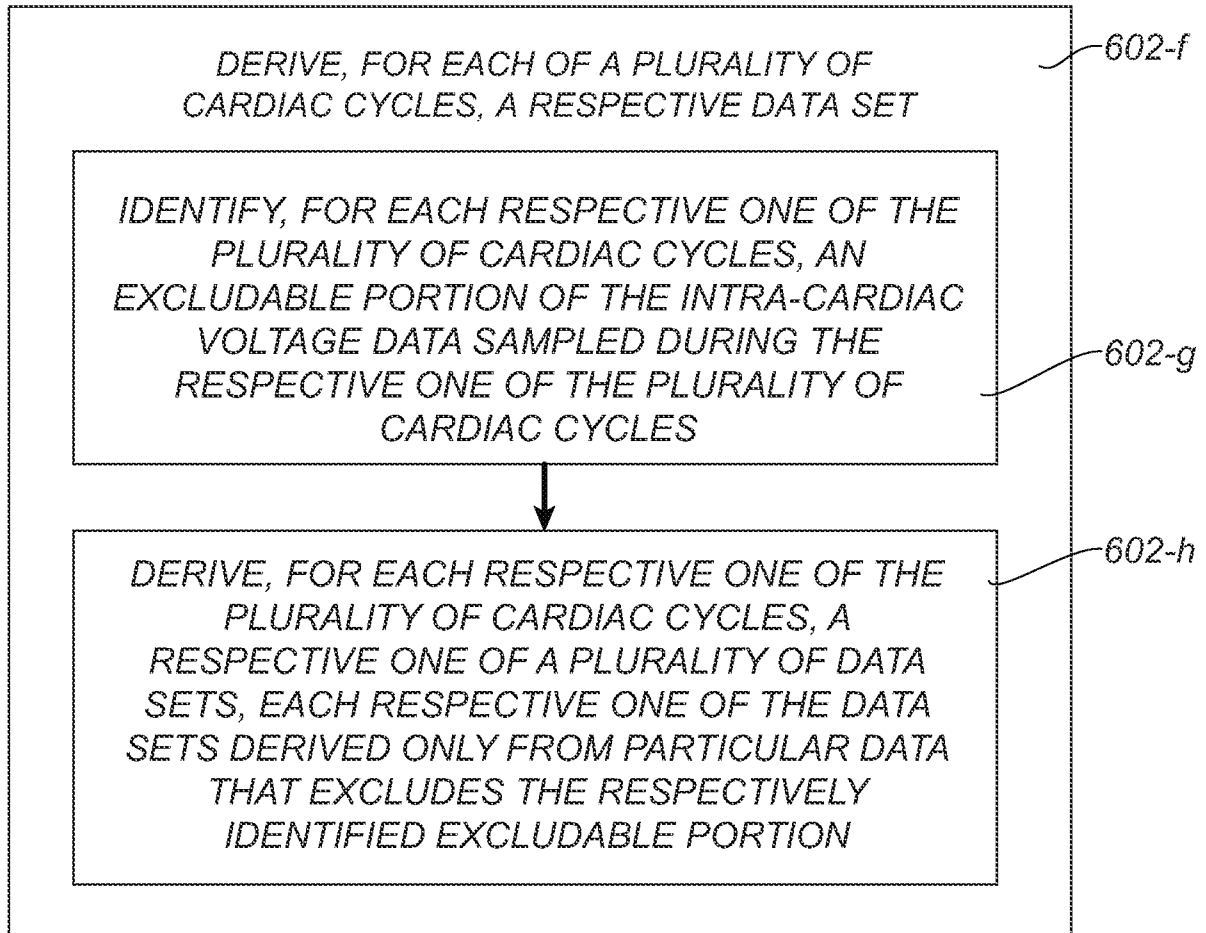 DERIVE, FOR EACH OF A PLURALITY OF
CARDIAC CYCLES, A RESPECTIVE DATA SET
602-f
IDENTIFY, FOR EACH RESPECTIVE ONE OF THE
PLURALITY OF CARDIAC CYCLES, AN
EXCLUDABLE PORTION OF THE INTRA-CARDIAC
VOLTAGE DATA SAMPLED DURING THE
RESPECTIVE ONE OF THE PLURALITY OF
CARDIAC CYCLES
602-g
DERIVE, FOR EACH RESPECTIVE ONE OF THE
PLURALITY OF CARDIAC CYCLES, A
RESPECTIVE ONE OF A PLURALITY OF DATA
SETS, EACH RESPECTIVE ONE OF THE DATA
SETS DERIVED ONLY FROM PARTICULAR DATA
THAT EXCLUDES THE RESPECTIVELY
IDENTIFIED EXCLUDABLE PORTION
602-h